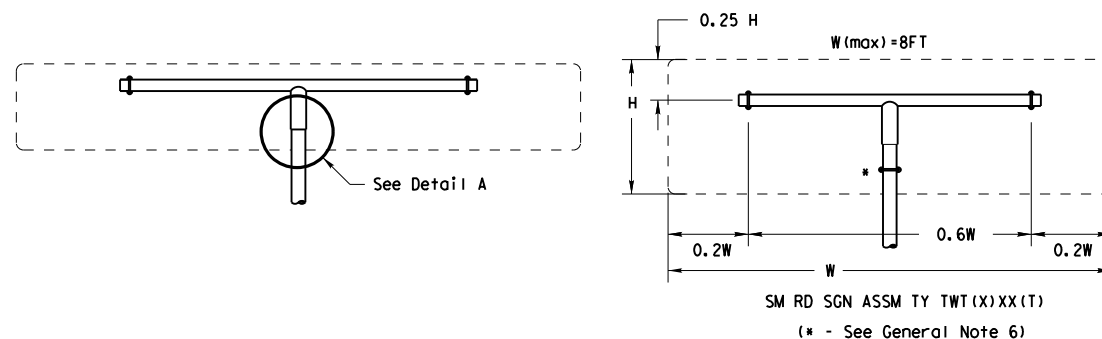 See Detail A
0.25 H
W(max)=8FT
H
*
0.2W
0.6W
0.2W
W
SM RD SGN ASSM TY TWT(X)XX(T)
(* - See General Note 6)